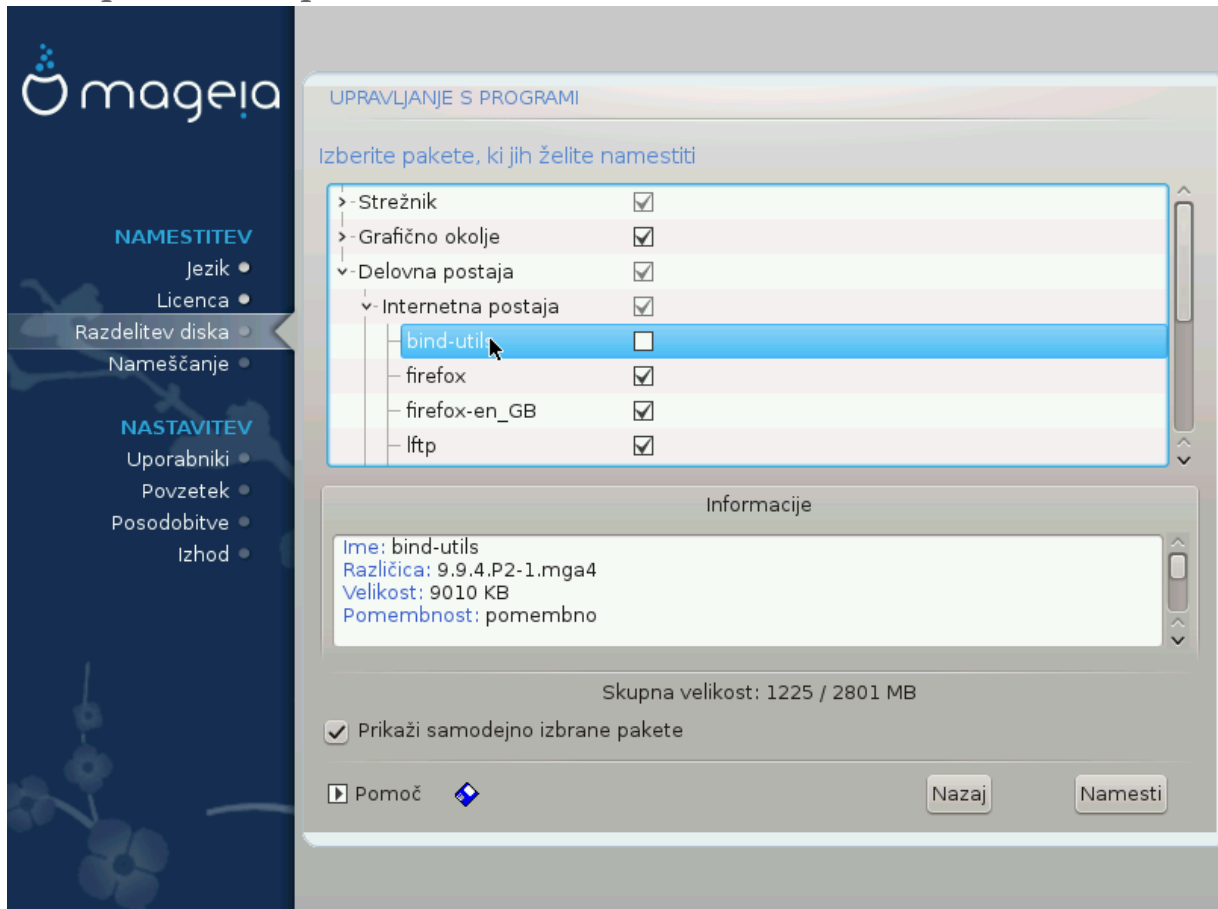 mageia
NAMESTITEV
Jezik
Licenca
Razdelitev diska
Nameščanje
NASTAVITEV
Uporabniki
Povzetek
Posodobitve
Izhod
UPRAVLJANJE S PROGRAMI
Izberite pakete, ki jih želite namestiti
Strežnik
Grafično okolje
Delovna postaja
Internetna postaja
bind-utils
firefox
firefox-en_GB
lftp
Informacije
Ime: bind-utils
Različica: 9.9.4.P2-1.mga4
Velikost: 9010 KB
Pomembnost: pomembno
Skupna velikost: 1225 / 2801 MB
Prikaži samodejno izbrane pakete
Pomoč
Nazaj
Namesti